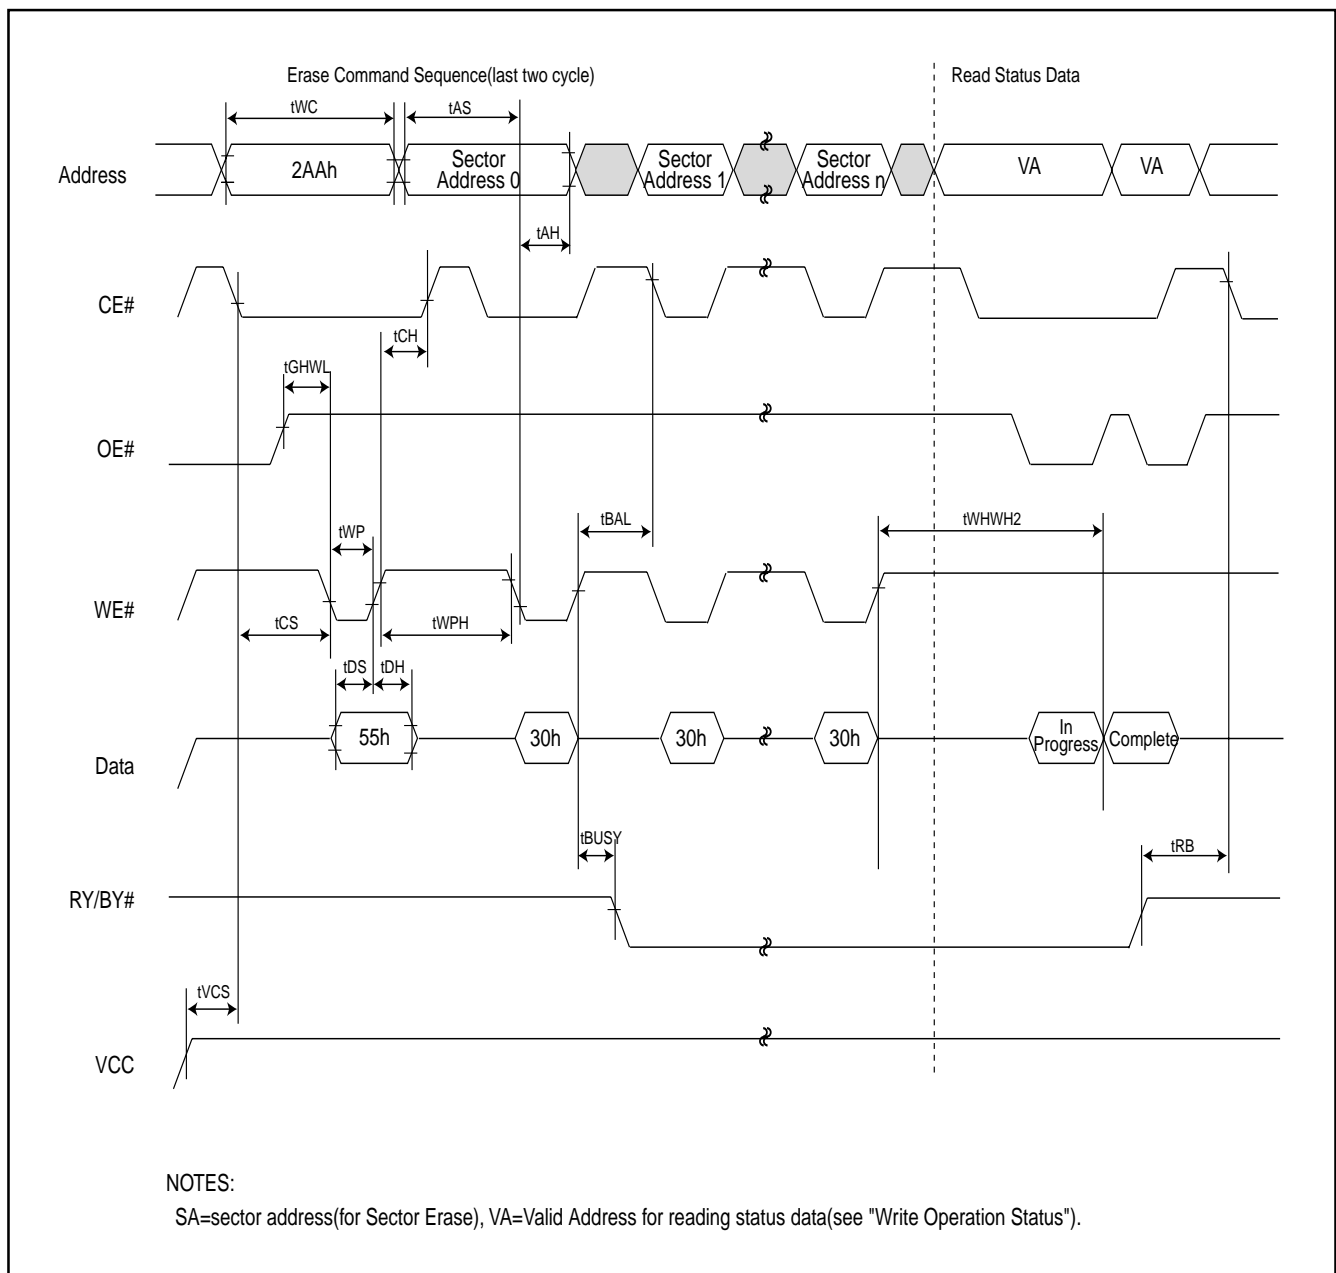 Erase Command Sequence(last two cycle)
Read Status Data
tWC
tAS
Address
2AAh
Sector
Address 0
Sector
Address 1
Sector
Address n
VA
VA
tAH
CE#
tCH
tGHWL
OE#
tWP
tBAL
tWHWH2
WE#
tCS
tWPH
tDS
tDH
Data
55h
30h
30h
30h
In
Progress
Complete
tBUSY
tRB
RY/BY#
tVCS
VCC
NOTES:
SA=sector address(for Sector Erase), VA=Valid Address for reading status data(see "Write Operation Status").